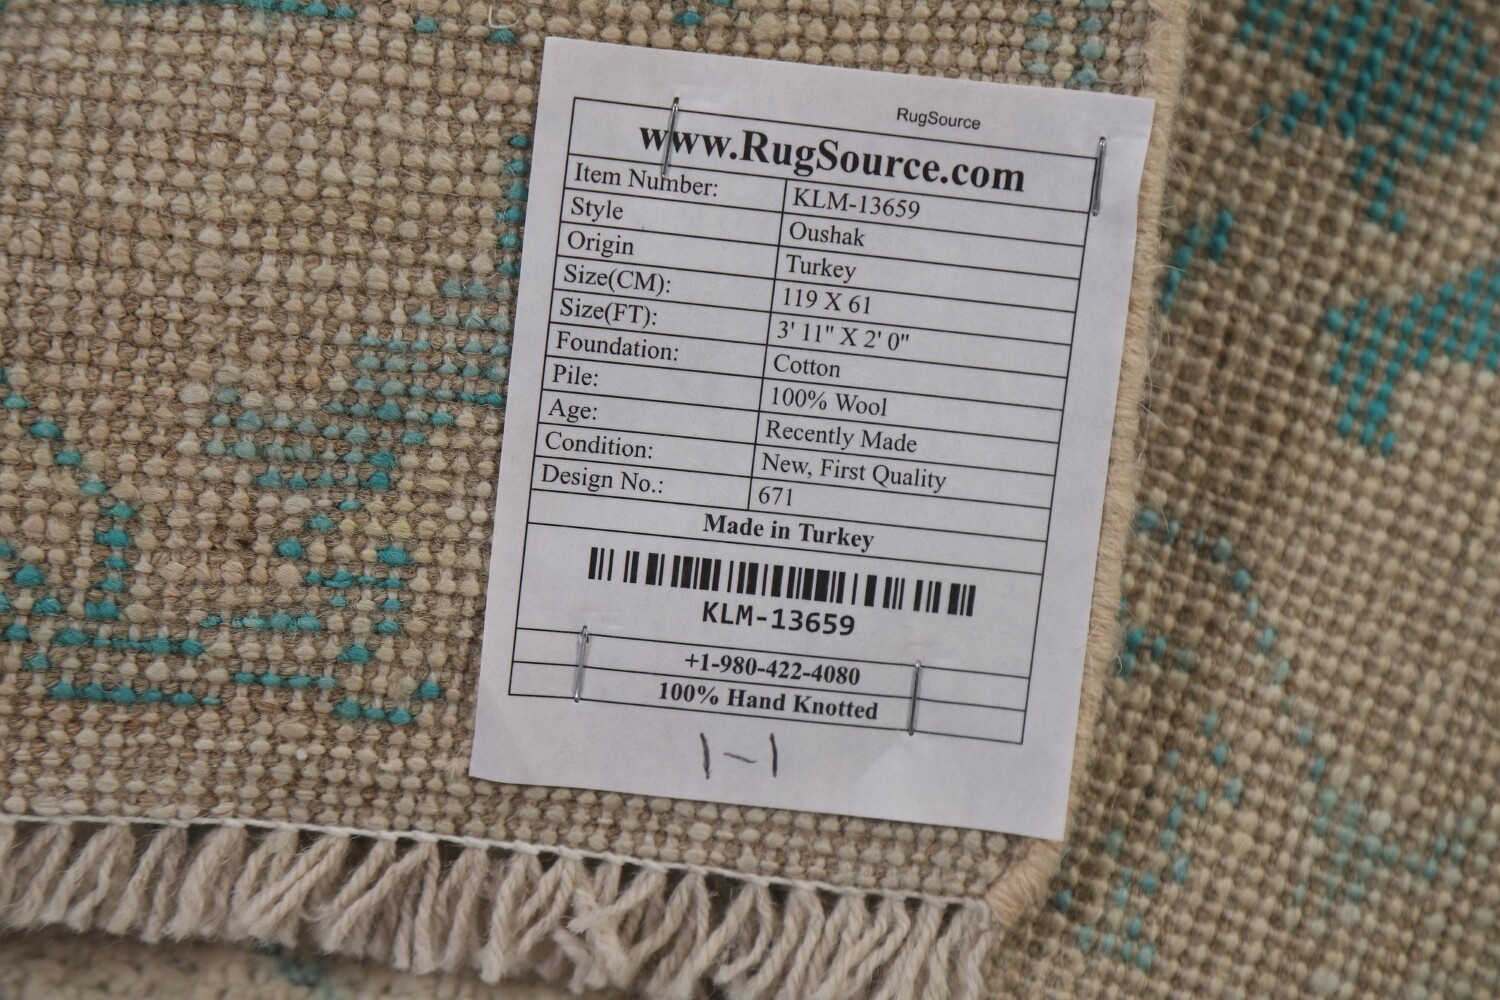 RugSource
www.RugSource.com
Item Number: KLM-13659
Style Oushak
Origin Turkey
Size(CM): 119 X 61
Size(FT): 3' 11" X 2' 0"
Foundation: Cotton
Pile: 100% Wool
Age: Recently Made
Condition: New, First Quality
Design No.: 671
Made in Turkey
KLM-13659
+1-980-422-4080
100% Hand Knotted
1-1